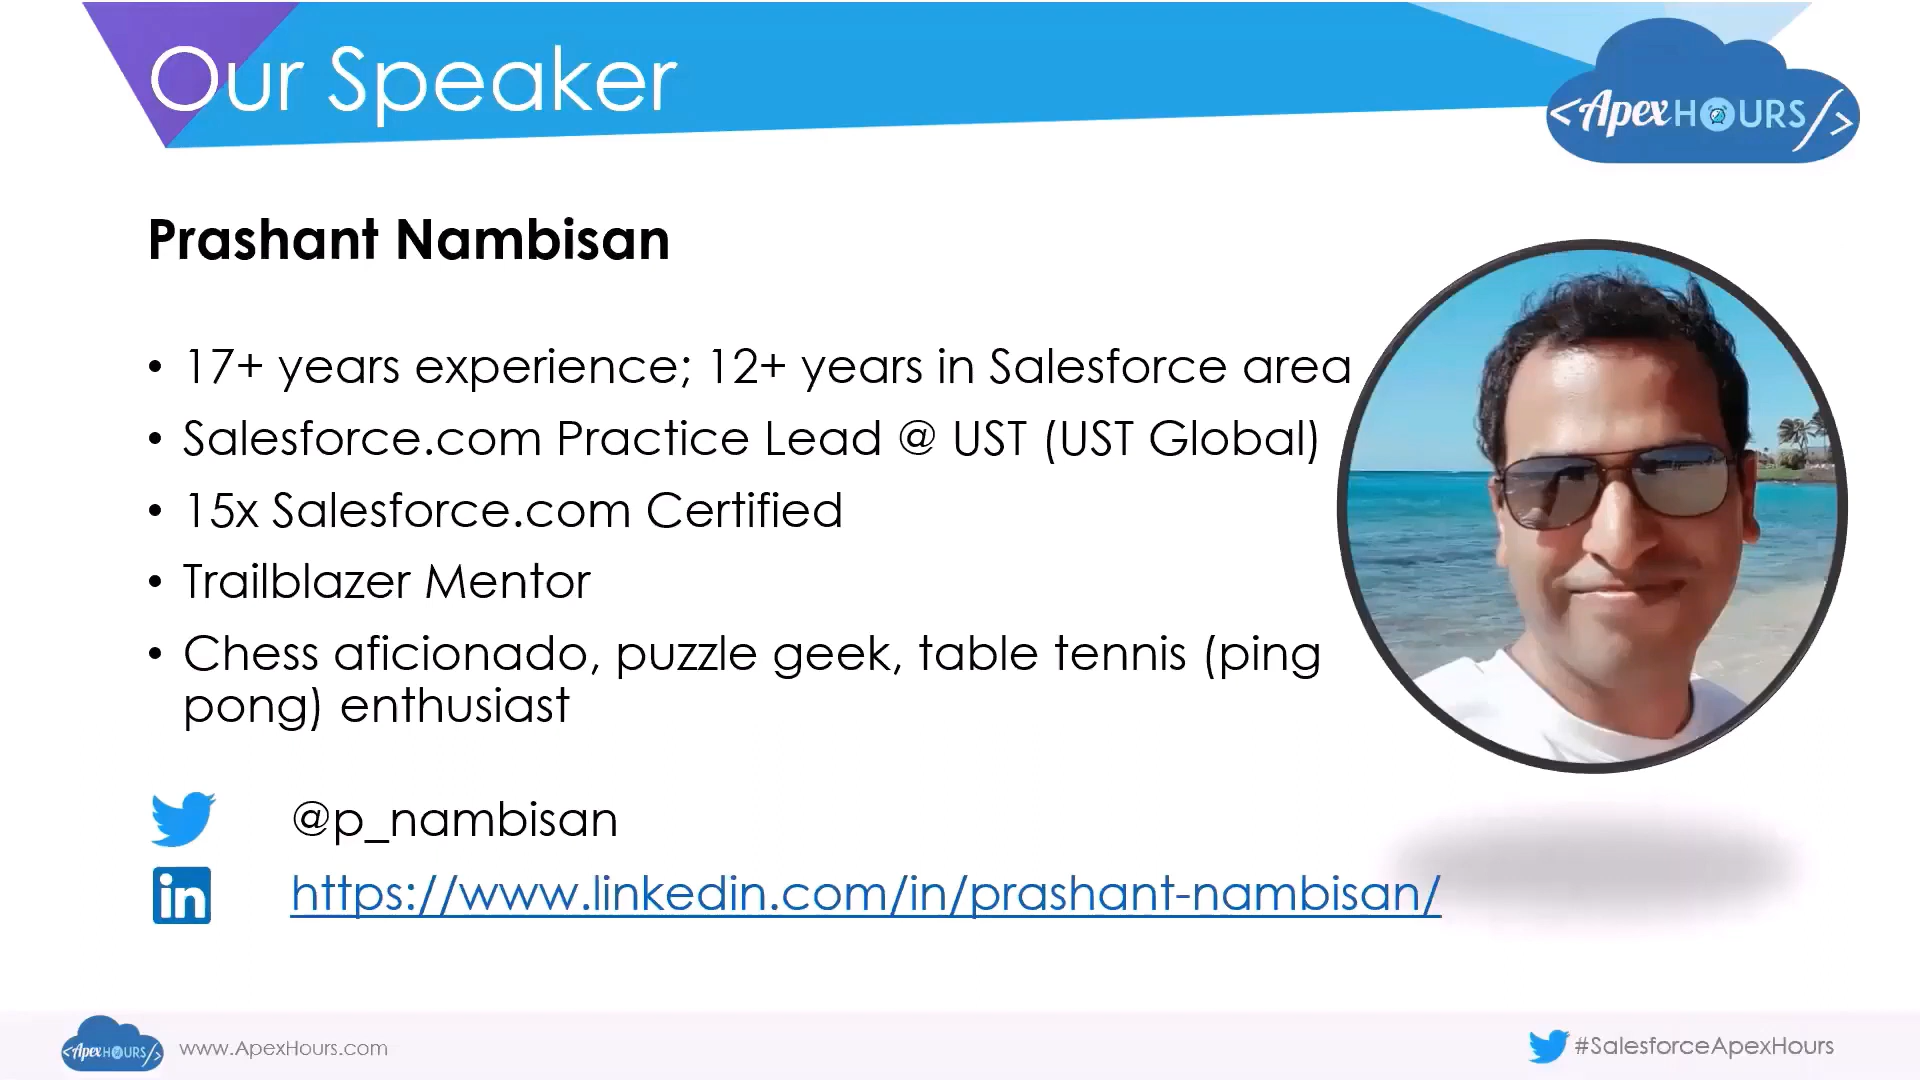 Our Speaker
<ApexHOURS/>
Prashant Nambisan
• 17+ years experience; 12+ years in Salesforce area
• Salesforce.com Practice Lead @ UST (UST Global)
• 15x Salesforce.com Certified
• Trailblazer Mentor
• Chess aficionado, puzzle geek, table tennis (ping
pong) enthusiast
@p_nambisan
in https://www.linkedin.com/in/prashant-nambisan/
<ApexHOURS/> www.ApexHours.com
#SalesforceApexHours